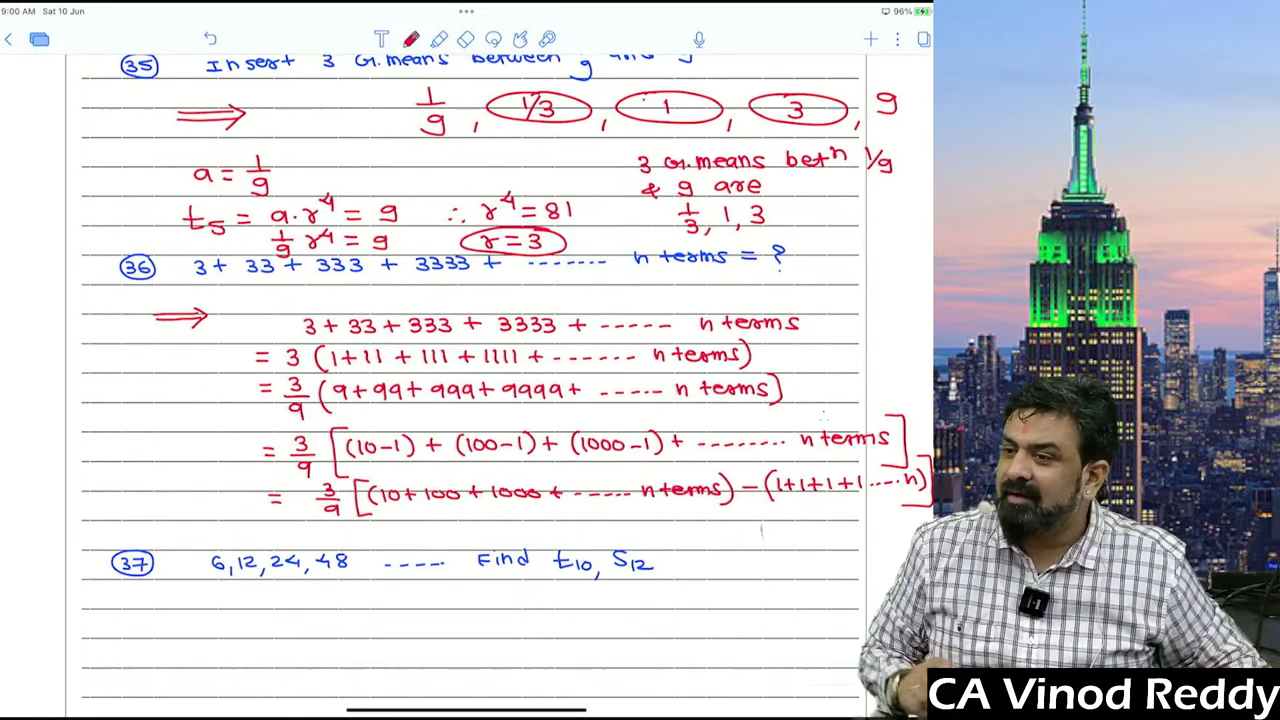 9:00 AM Sat 10 Jun
96%
35 Insert 3 G.means between
⇒ 1/9, 1/3, 1, 3, 9
a = 1/9
3 G.means betⁿ 1/9
& 9 are
1/3, 1, 3
t₅ = a·r⁴ = 9 ∴ r⁴ = 81
1/9 r⁴ = 9 r = 3
36 3 + 33 + 333 + 3333 + ........ n terms = ?
⇒ 3 + 33 + 333 + 3333 + ----- n terms
= 3 (1 + 11 + 111 + 1111 + ------- n terms)
= 3/9 (9 + 99 + 999 + 9999 + ------ n terms)
= 3/9 [(10-1) + (100-1) + (1000-1) + -------- n terms]
= 3/9 [(10 + 100 + 1000 + ------ n terms) - (1+1+1+1.....n)]
37 6, 12, 24, 48 ----- Find t₁₀, S₁₂
CA Vinod Reddy